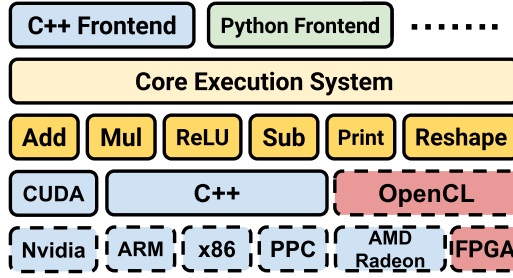 C++ Frontend Python Frontend ........
Core Execution System
Add Mul ReLU Sub Print Reshape
CUDA C++ OpenCL
Nvidia ARM x86 PPC AMD Radeon FPGA